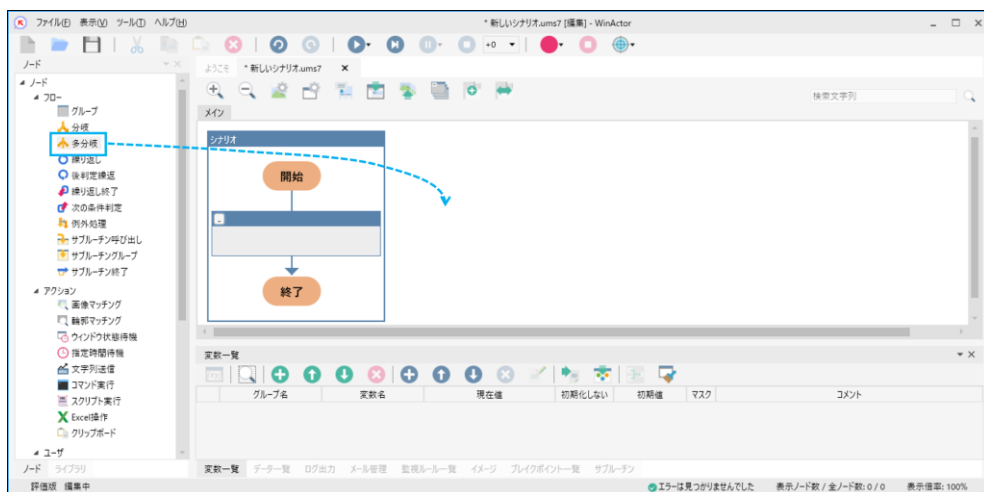 ファイル(F) 表示(V) ツール(T) ヘルプ(H)
* 新しいシナリオ.ums7 [編集] - WinActor
+0
ノード
ノード
フロー
グループ
分岐
多分岐
繰り返し
後判定繰返
繰り返し終了
次の条件判定
例外処理
サブルーチン呼び出し
サブルーチングループ
サブルーチン終了
アクション
画像マッチング
輪郭マッチング
ウィンドウ状態待機
指定時間待機
文字列送信
コマンド実行
スクリプト実行
Excel操作
クリップボード
ユーザ
ノード ライブラリ
ようこそ * 新しいシナリオ.ums7
検索文字列
メイン
シナリオ
開始
終了
変数一覧
グループ名 変数名 現在値 初期化しない 初期値 マスク コメント
変数一覧 データ一覧 ログ出力 メール管理 監視ルール一覧 イメージ ブレイクポイント一覧 サブルーチン
評価版 編集中
エラーは見つかりませんでした 表示ノード数 / 全ノード数: 0 / 0 表示倍率: 100%